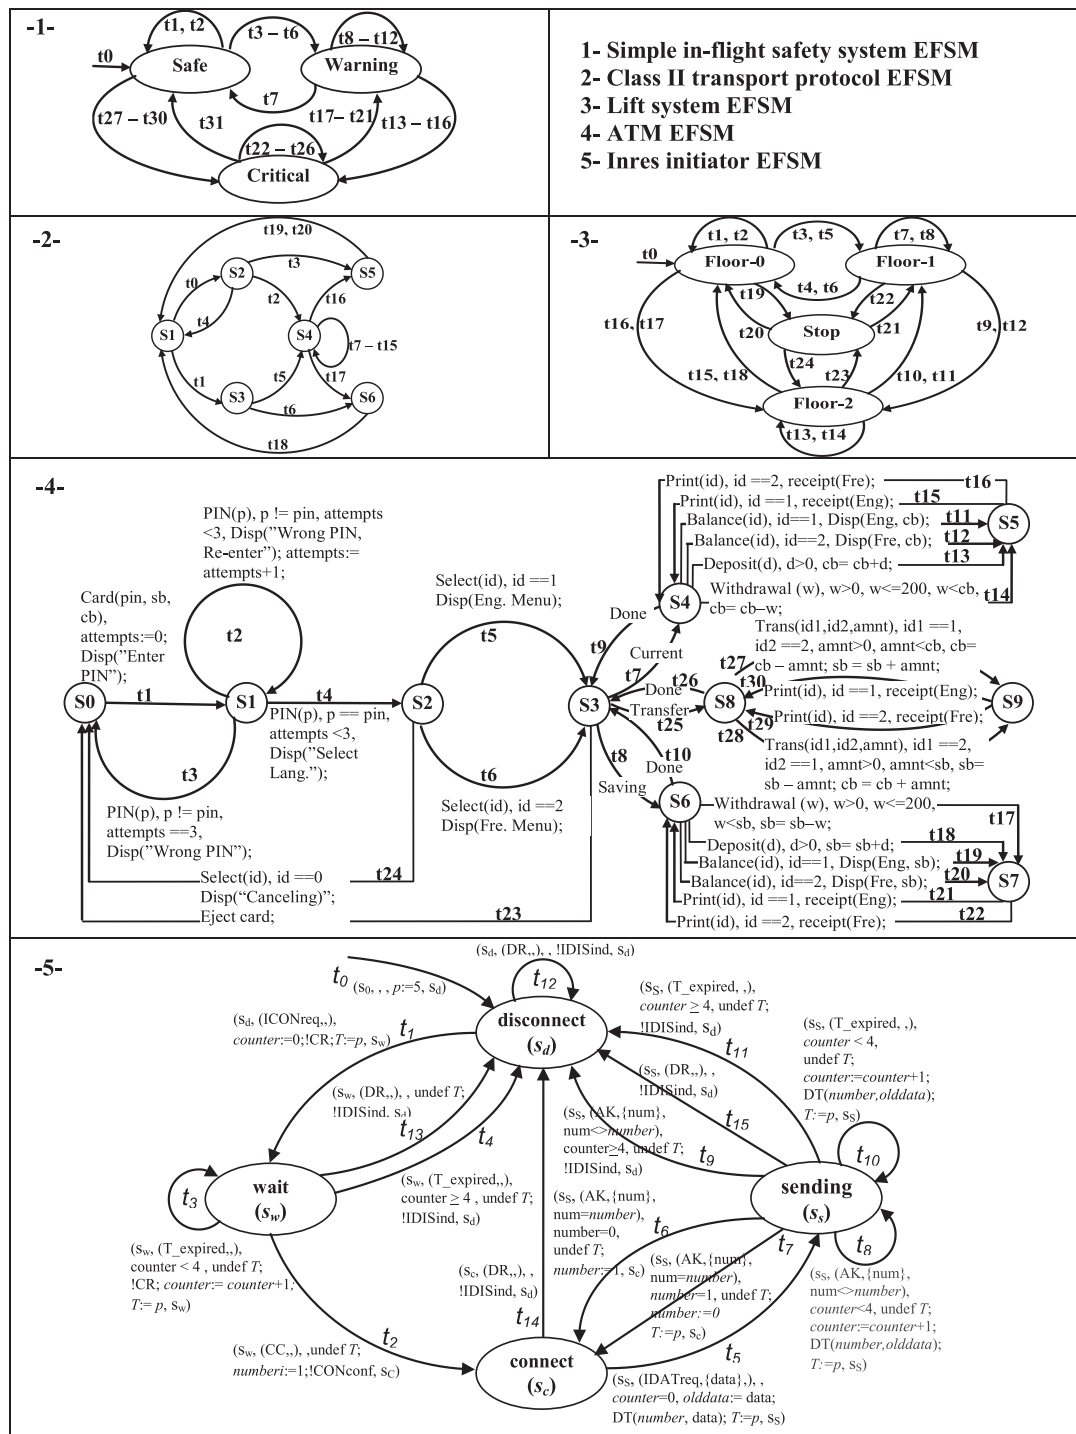 -1-
t0
t1, t2
t3 – t6
t8 – t12
Safe
Warning
t7
t27 – t30
t31
t17– t21
t13 – t16
t22 – t26
Critical
1- Simple in-flight safety system EFSM
2- Class II transport protocol EFSM
3- Lift system EFSM
4- ATM EFSM
5- Inres initiator EFSM
-2-
t19, t20
S2
t3
S5
t0
t2
t16
t4
S1
S4
t7 – t15
t1
t5
t17
S3
t6
S6
t18
-3-
t0
t1, t2
t3, t5
t7, t8
Floor-0
Floor-1
t4, t6
t19
t22
t16, t17
t20
Stop
t21
t9, t12
t24
t23
t15, t18
t10, t11
Floor-2
t13, t14
-4-
PIN(p), p != pin, attempts
<3, Disp("Wrong PIN,
Re-enter"); attempts:=
attempts+1;
Card(pin, sb,
cb),
attempts:=0;
Disp("Enter
PIN");
t2
S0
t1
S1
t4
S2
PIN(p), p == pin,
attempts <3,
Disp("Select
Lang.");
t3
PIN(p), p != pin,
attempts ==3,
Disp("Wrong PIN");
Select(id), id ==1
Disp(Eng. Menu);
t5
t6
Select(id), id ==2
Disp(Fre. Menu);
Select(id), id ==0
Disp("Canceling)";
Eject card;
t24
t23
S3
Print(id), id ==2, receipt(Fre);
t16
Print(id), id ==1, receipt(Eng);
t15
Balance(id), id==1, Disp(Eng, cb);
t11
S5
Balance(id), id==2, Disp(Fre, cb);
t12
Deposit(d), d>0, cb= cb+d;
t13
S4
Withdrawal (w), w>0, w<=200, w<cb,
cb= cb–w;
t14
Done
t9
t7
Current
Trans(id1,id2,amnt), id1 ==1,
id2 ==2, amnt>0, amnt<cb, cb=
cb – amnt; sb = sb + amnt;
t27
t30
Done
t26
S8
Print(id), id ==1, receipt(Eng);
S9
Transfer
t25
t29
Print(id), id ==2, receipt(Fre);
t28
Trans(id1,id2,amnt), id1 ==2,
id2 ==1, amnt>0, amnt<sb, sb=
sb – amnt; cb = cb + amnt;
t8
t10
Done
Saving
S6
Withdrawal (w), w>0, w<=200,
w<sb, sb= sb–w;
t17
Deposit(d), d>0, sb= sb+d;
t18
Balance(id), id==1, Disp(Eng, sb);
t19
Balance(id), id==2, Disp(Fre, sb);
t20
S7
Print(id), id ==1, receipt(Eng);
t21
Print(id), id ==2, receipt(Fre);
t22
-5-
t0
(s0, , , p:=5, sd)
(sd, (DR,,), , !IDISind, sd)
t12
disconnect
(sd)
(sd, (ICONreq,,),
counter:=0;!CR;T:=p, sw)
t1
(sS, (T_expired, ,),
counter ≥ 4, undef T;
!IDISind, sd)
t11
(sS, (T_expired, ,),
counter < 4,
undef T;
counter:=counter+1;
DT(number,olddata);
T:=p, sS)
t10
(sw, (DR,,), , undef T;
!IDISind, sd)
t13
t4
(sS, (DR,,), ,
!IDISind, sd)
t15
(sS, (AK,{num},
num<>number),
counter≥4, undef T;
!IDISind, sd)
t9
t3
wait
(sw)
(sw, (T_expired,,),
counter ≥ 4 , undef T;
!IDISind, sd)
sending
(ss)
(sw, (T_expired,,),
counter < 4 , undef T;
!CR; counter:= counter+1;
T:= p, sw)
(sS, (AK,{num},
num=number),
number=0,
undef T;
number:=1, sc)
t6
t7
t8
(sS, (AK,{num},
num=number),
number=1, undef T;
number:=0
T:=p, sc)
(sS, (AK,{num},
num<>number),
counter<4, undef T;
counter:=counter+1;
DT(number,olddata);
T:=p, sS)
(sc, (DR,,), ,
!IDISind, sd)
t14
t2
(sw, (CC,,), ,undef T;
numberi:=1;!CONconf, sC)
connect
(sc)
t5
(sS, (IDATreq,{data},), ,
counter=0, olddata:= data;
DT(number, data); T:=p, sS)